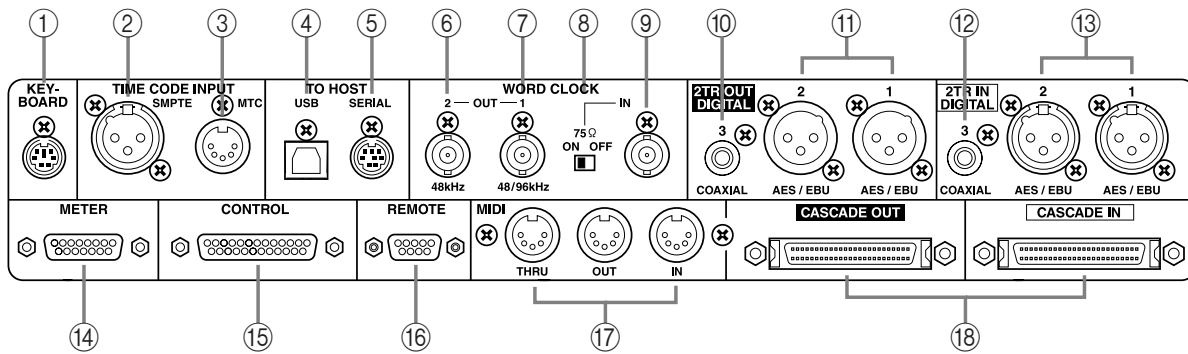 ① ② ③ ④ ⑤ ⑥ ⑦ ⑧ ⑨ ⑩ ⑪ ⑫ ⑬
KEY-
BOARD
TIME CODE INPUT
SMPTE
MTC
TO HOST
USB
SERIAL
WORD CLOCK
2 — OUT — 1
IN
75Ω
ON OFF
48kHz
48/96kHz
2TR OUT
DIGITAL
3
COAXIAL
2
AES / EBU
1
AES / EBU
2TR IN
DIGITAL
3
COAXIAL
2
AES / EBU
1
AES / EBU
METER
CONTROL
REMOTE
MIDI
THRU
OUT
IN
CASCADE OUT
CASCADE IN
⑭ ⑮ ⑯ ⑰ ⑱